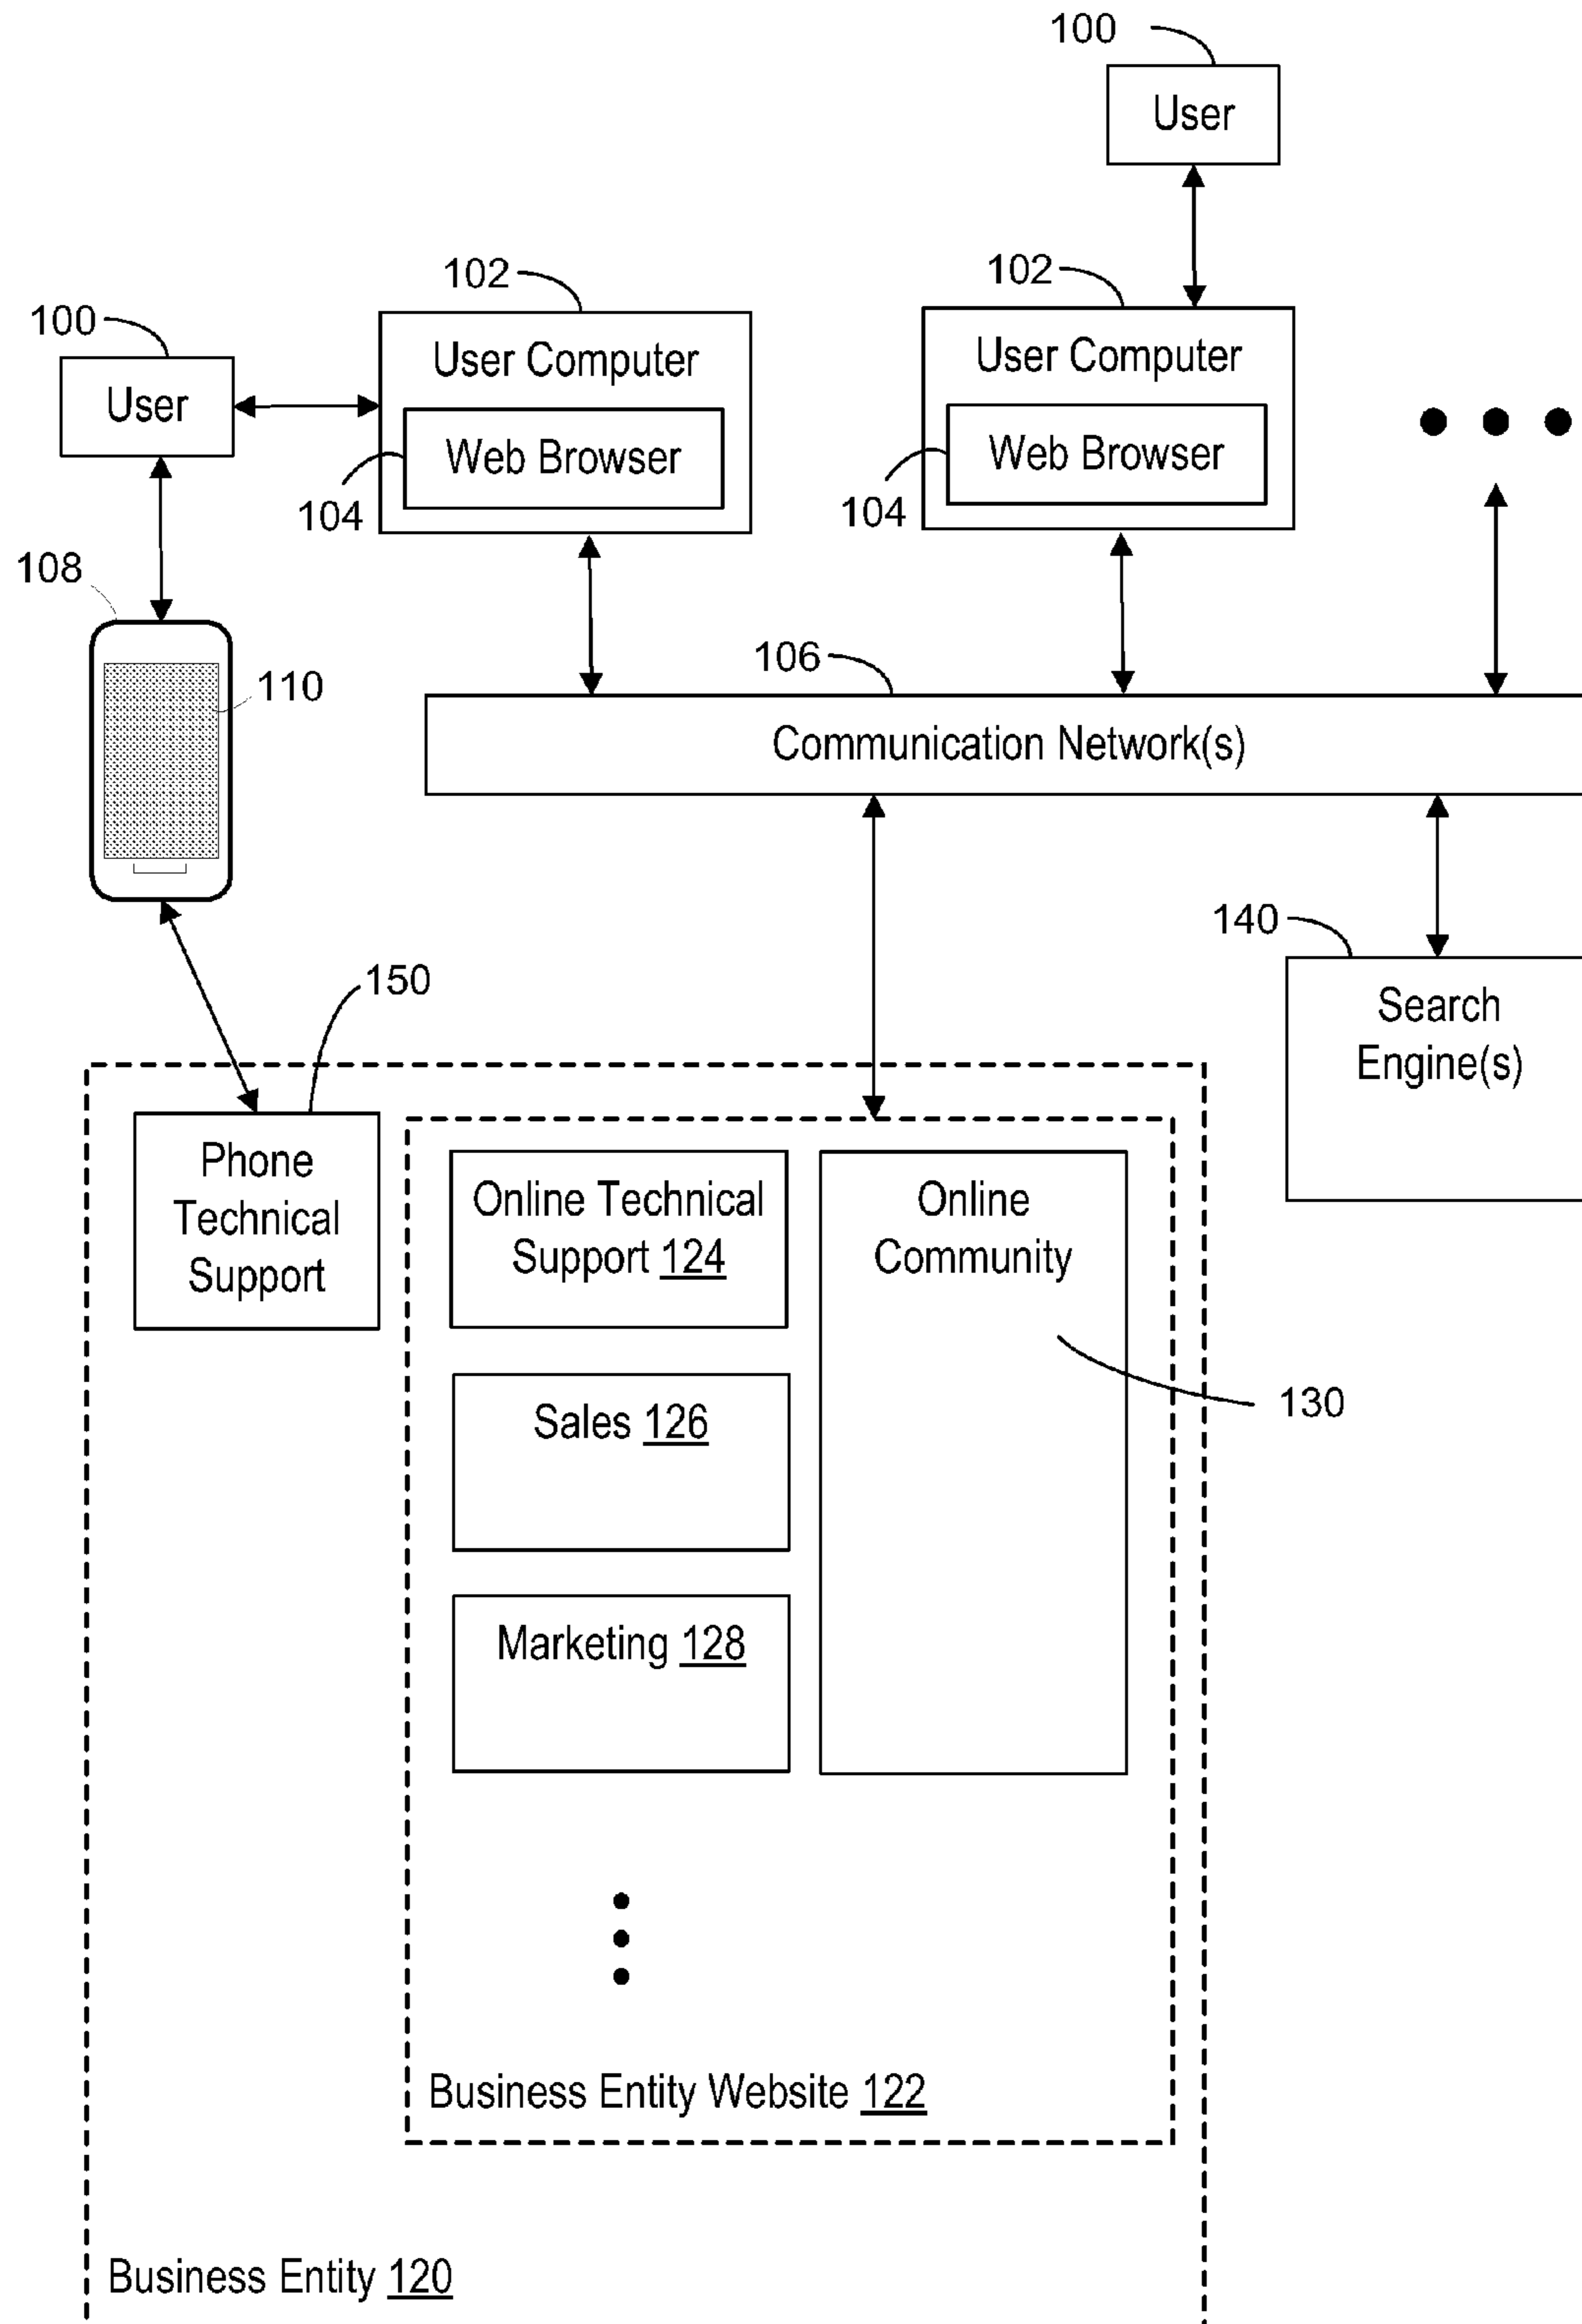 100
User
102
102
100
User Computer
User Computer
User
Web Browser
Web Browser
104
104
108
106
110
Communication Network(s)
140
150
Search
Engine(s)
Phone
Technical
Support
Online Technical
Support 124
Online
Community
Sales 126
130
Marketing 128
Business Entity Website 122
Business Entity 120